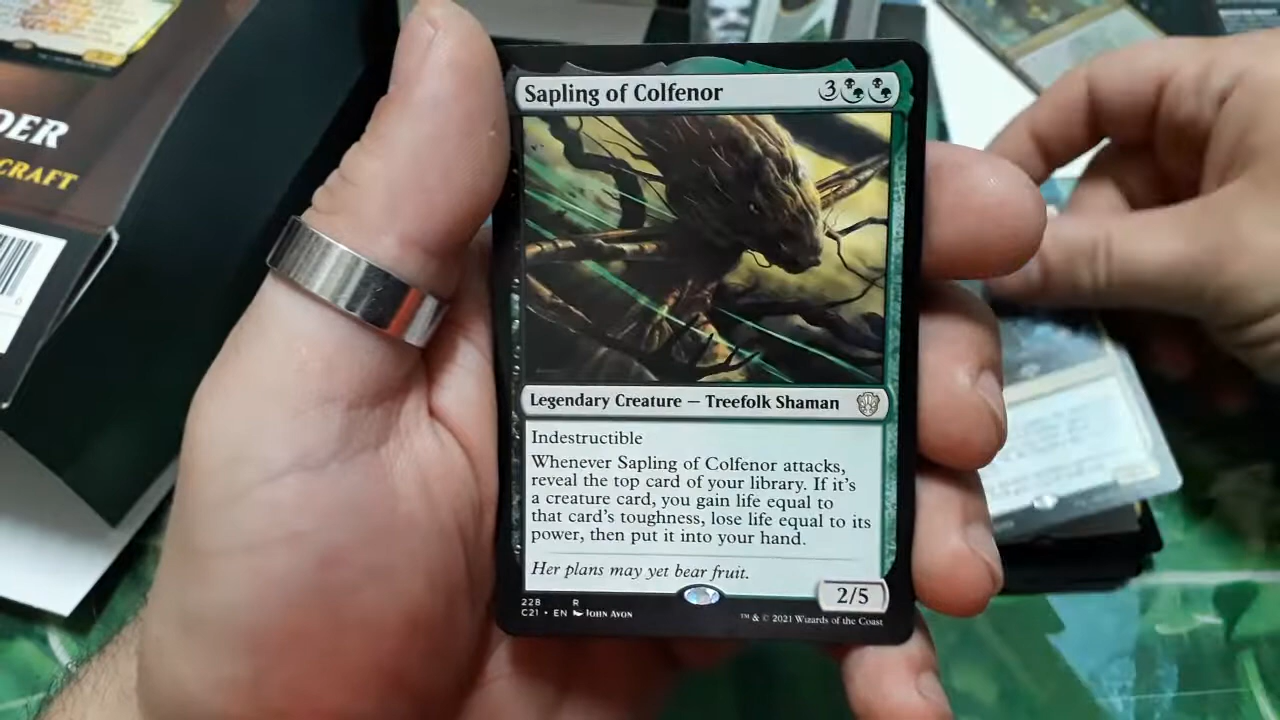 DER
CRAFT
Sapling of Colfenor 3
Legendary Creature — Treefolk Shaman
Indestructible
Whenever Sapling of Colfenor attacks,
reveal the top card of your library. If it's
a creature card, you gain life equal to
that card's toughness, lose life equal to its
power, then put it into your hand.
Her plans may yet bear fruit.
2/5
228 R
C21 • EN JOHN AVON
™ & © 2021 Wizards of the Coast